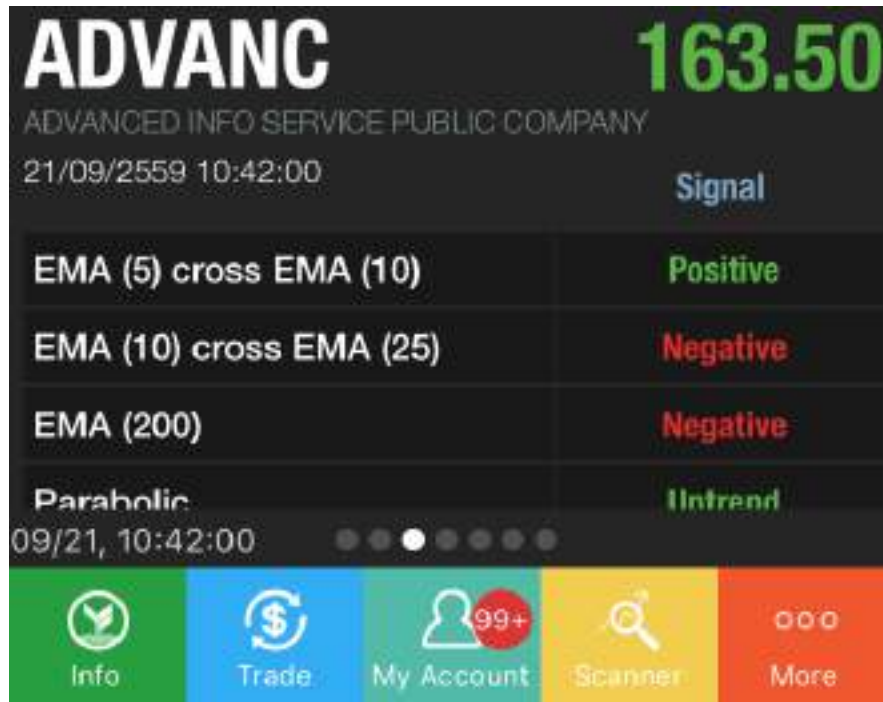 ADVANC 163.50
ADVANCED INFO SERVICE PUBLIC COMPANY
21/09/2559 10:42:00 Signal
EMA (5) cross EMA (10) Positive
EMA (10) cross EMA (25) Negative
EMA (200) Negative
Parabolic Uptrend
09/21, 10:42:00
99+
Info Trade My Account Scanner More